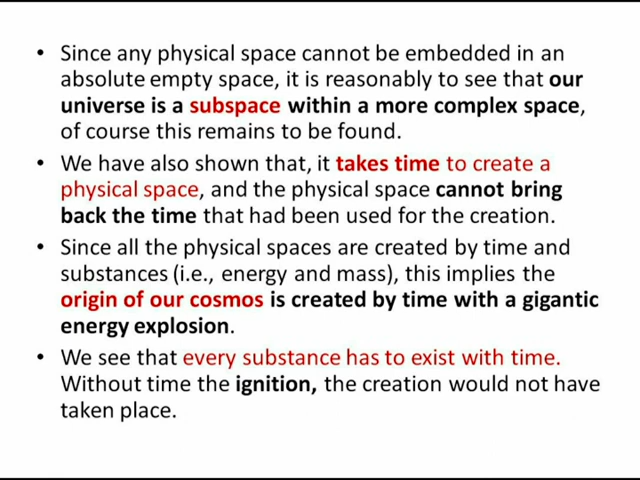 • Since any physical space cannot be embedded in an
absolute empty space, it is reasonably to see that our
universe is a subspace within a more complex space,
of course this remains to be found.
• We have also shown that, it takes time to create a
physical space, and the physical space cannot bring
back the time that had been used for the creation.
• Since all the physical spaces are created by time and
substances (i.e., energy and mass), this implies the
origin of our cosmos is created by time with a gigantic
energy explosion.
• We see that every substance has to exist with time.
Without time the ignition, the creation would not have
taken place.